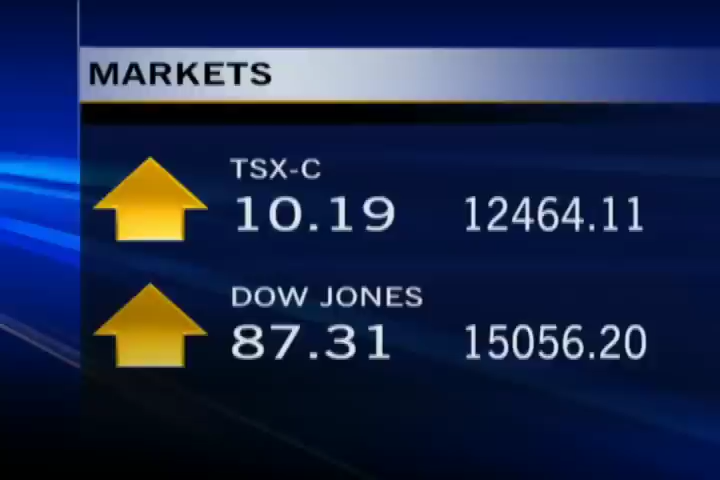 MARKETS
TSX-C
10.19 12464.11
DOW JONES
87.31 15056.20